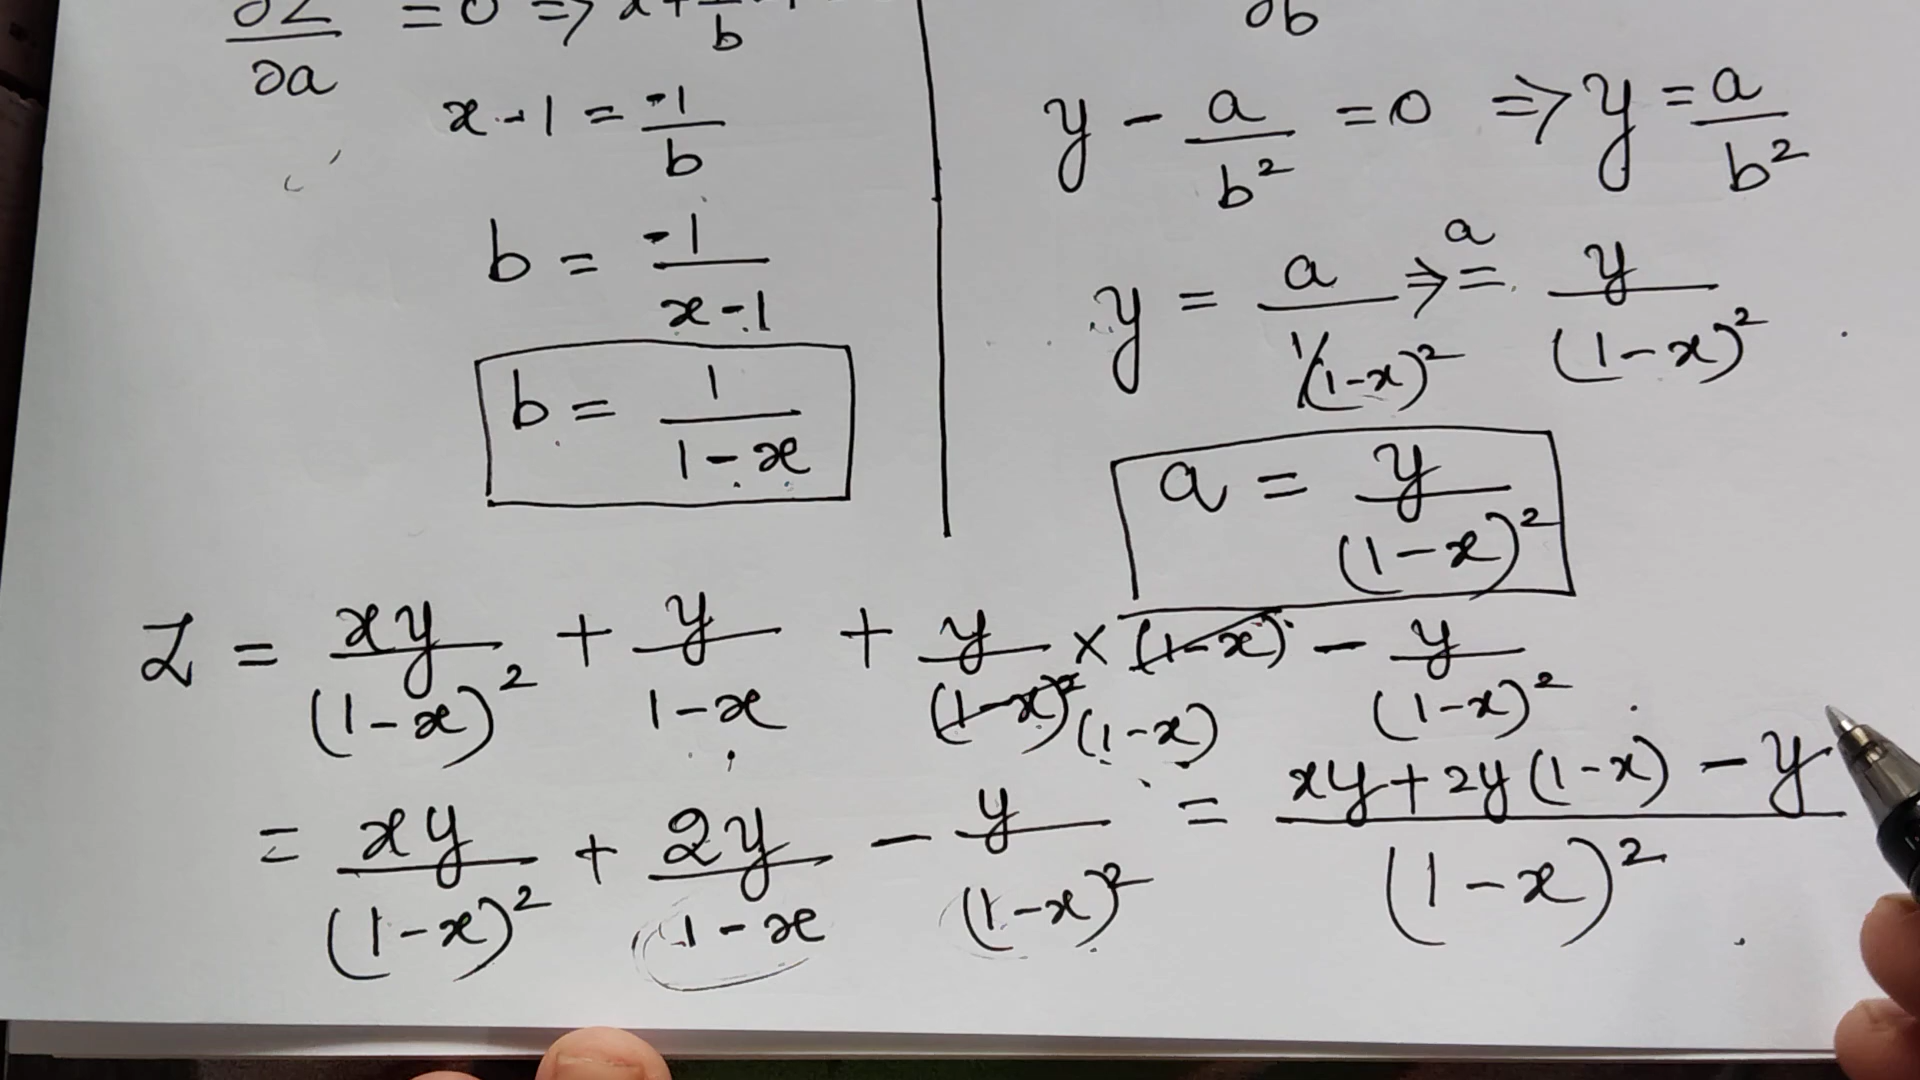 ∂Z/∂a = 0 ⇒ x + 1/b
x - 1 = -1/b
b = -1/(x-1)
b = 1/(1-x)
∂b
y - a/b² = 0 ⇒ y = a/b²
y = a/(1/(1-x)²) ⇒ a = y/(1-x)²
a = y/(1-x)²
Z = xy/(1-x)² + y/(1-x) + y/(1-x)² × (1-x) - y/(1-x)²
(1-x)
= xy/(1-x)² + 2y/(1-x) - y/(1-x)² = (xy+2y(1-x)-y)/(1-x)²